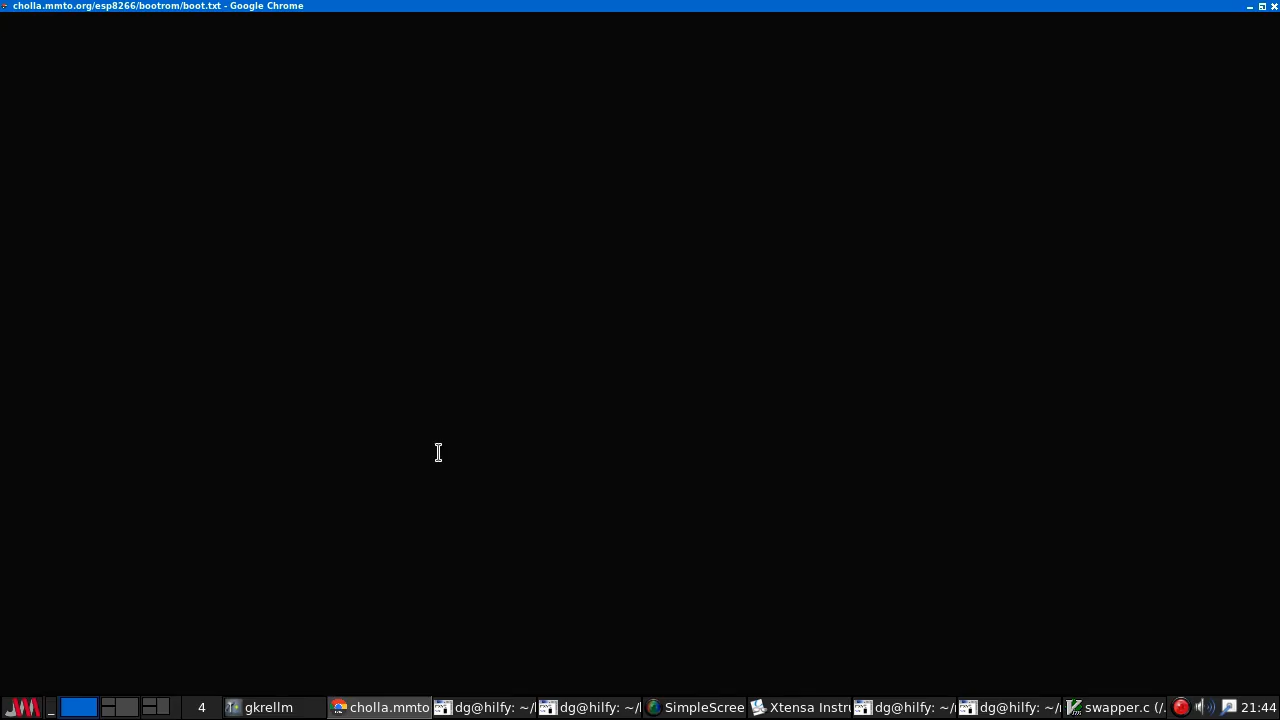 cholla.mmto.org/esp8266/bootrom/boot.txt - Google Chrome
4
gkrellm
cholla.mmto
dg@hilfy: ~/
dg@hilfy: ~/
SimpleScree
Xtensa Instru
dg@hilfy: ~/
dg@hilfy: ~/
swapper.c (/.
21:44